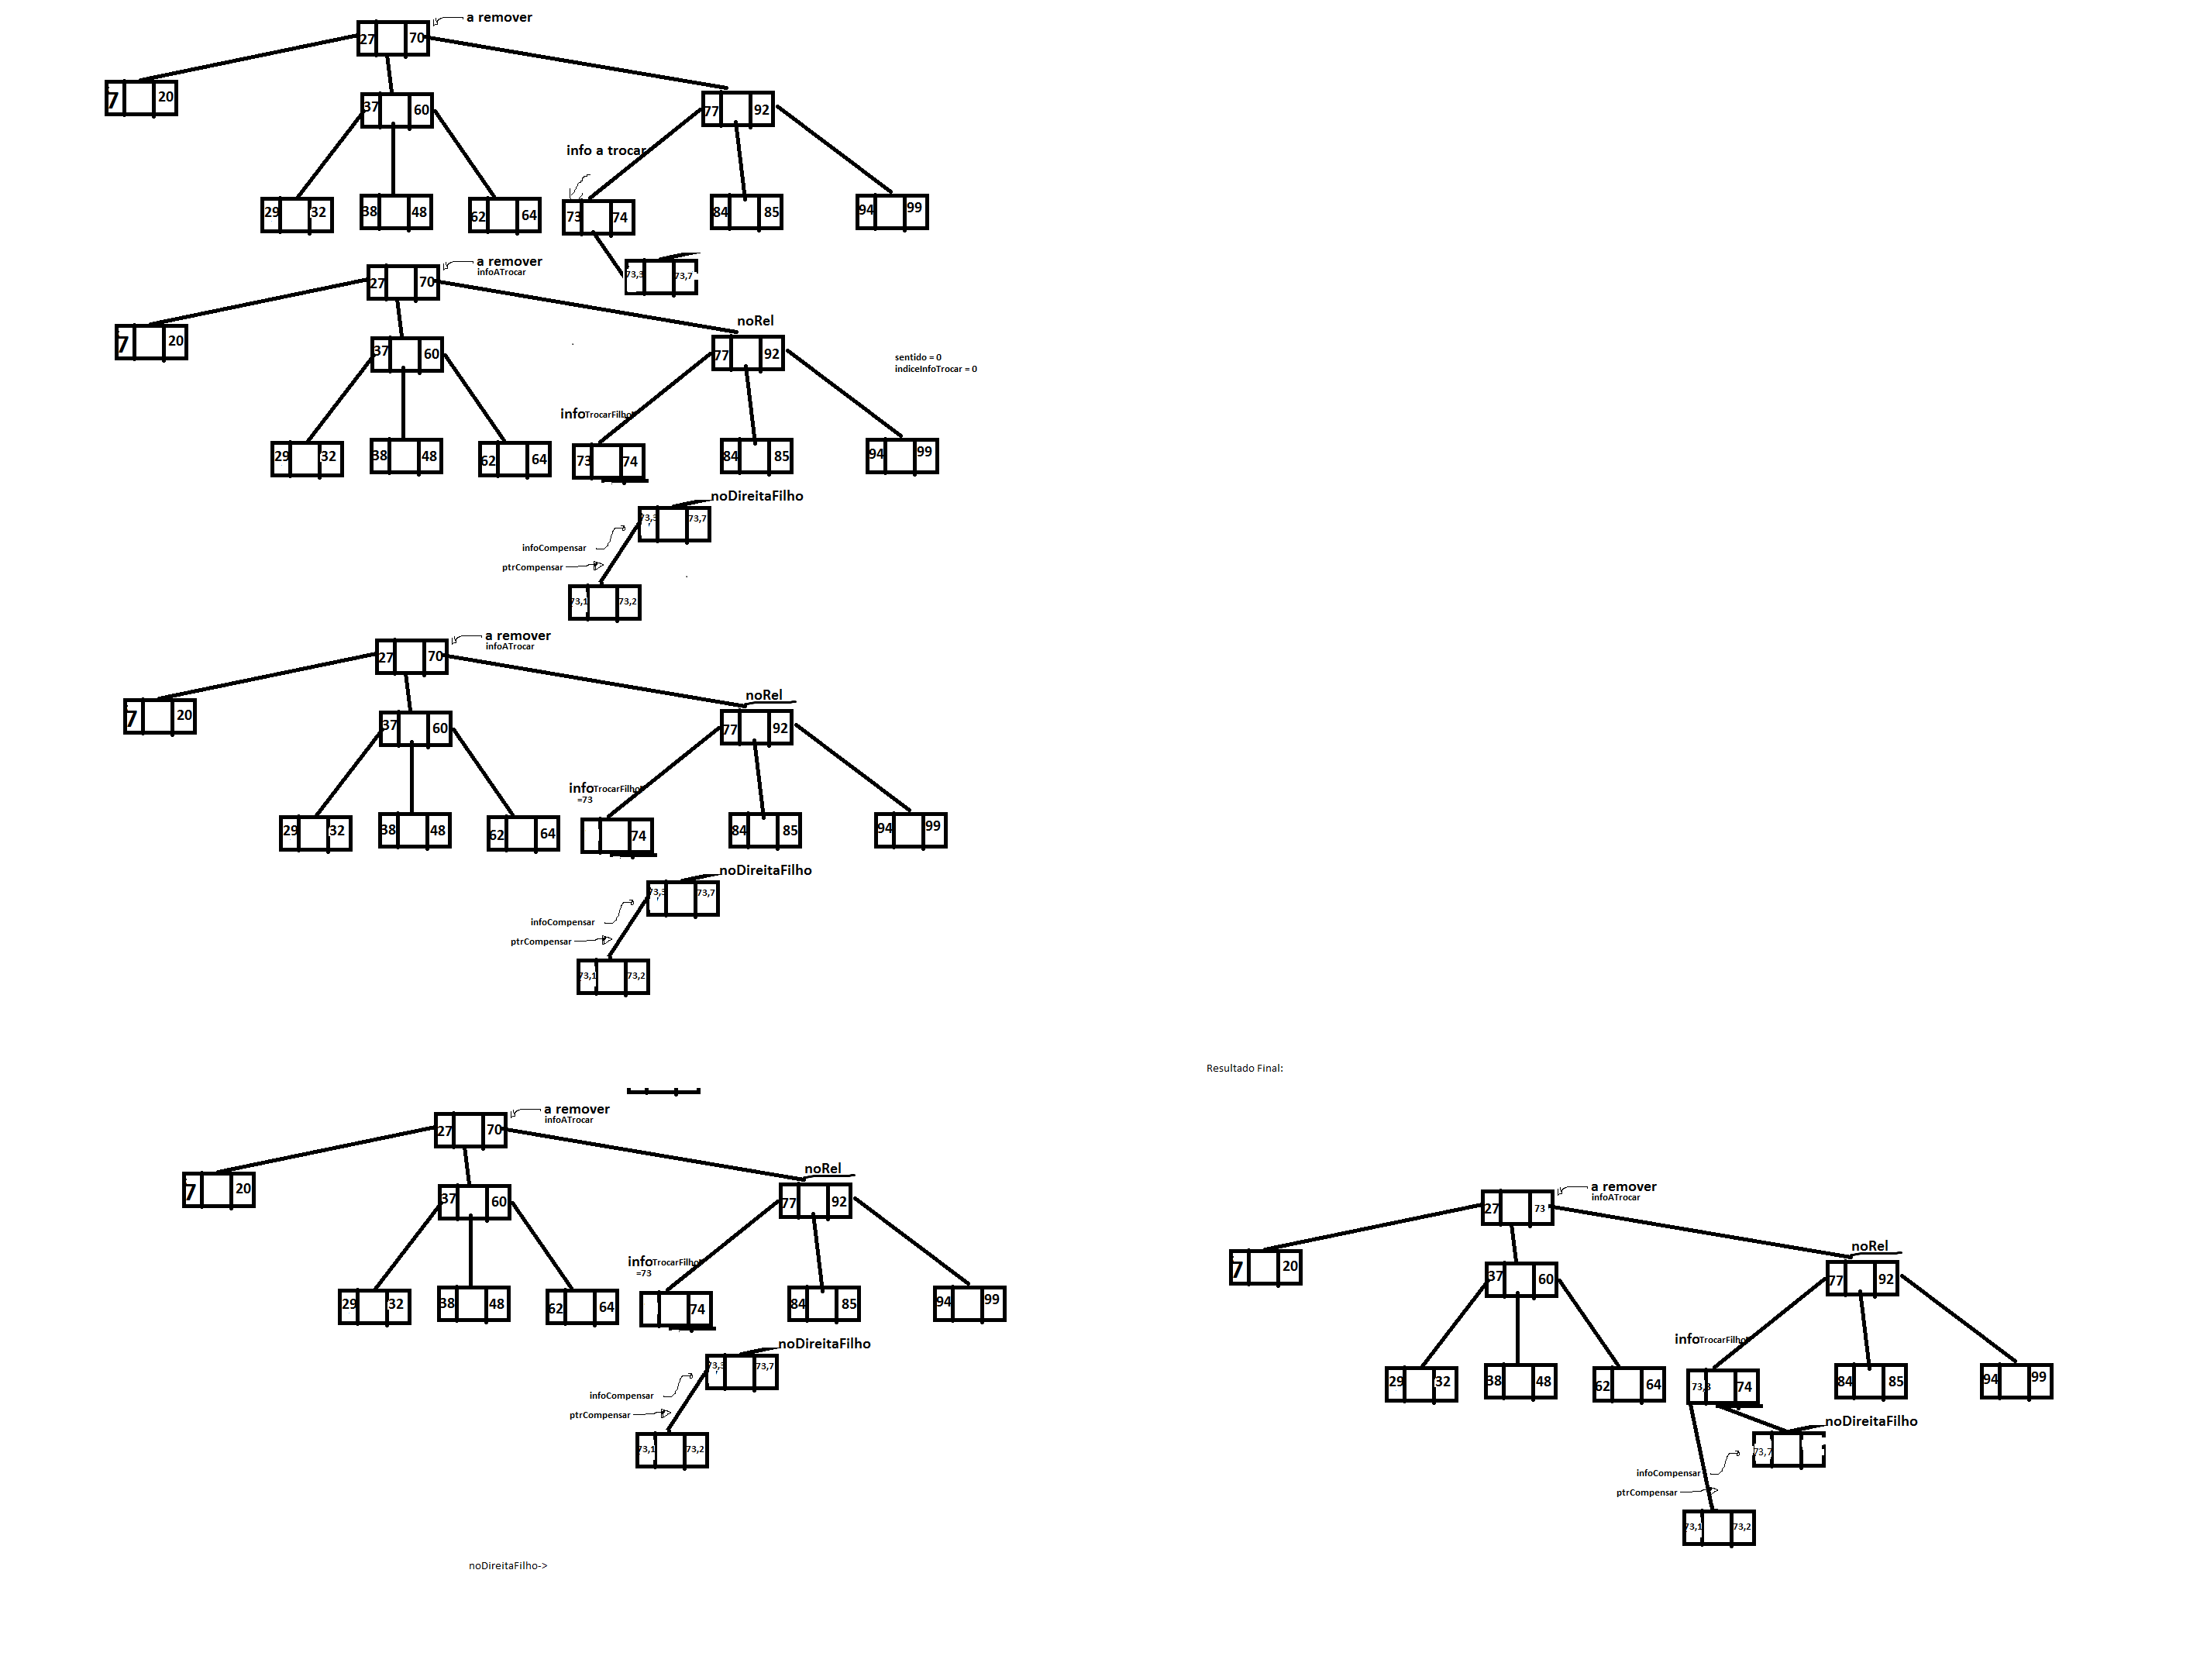 a remover
27 70
7 20
37 60
77 92
info a trocar
29 32
38 48
62 64
73 74
84 85
94 99
73,3 73,7
a remover
infoATrocar
27 70
noRel
7 20
37 60
77 92
sentido = 0
indiceInfoTrocar = 0
infoTrocarFilho
29 32
38 48
62 64
73 74
84 85
94 99
noDireitaFilho
73,3 73,7
infoCompensar
ptrCompensar
73,1 73,2
a remover
infoATrocar
27 70
noRel
7 20
37 60
77 92
infoTrocarFilho
=73
29 32
38 48
62 64
74
84 85
94 99
noDireitaFilho
73,3 73,7
infoCompensar
ptrCompensar
73,1 73,2
Resultado Final:
a remover
infoATrocar
27 70
noRel
7 20
37 60
77 92
infoTrocarFilho
=73
29 32
38 48
62 64
74
84 85
94 99
noDireitaFilho
73,3 73,7
infoCompensar
ptrCompensar
73,1 73,2
noDireitaFilho->
a remover
infoATrocar
27 73
noRel
7 20
37 60
77 92
infoTrocarFilho
29 32
38 48
62 64
73,3 74
84 85
94 99
noDireitaFilho
73,7
infoCompensar
ptrCompensar
73,1 73,2